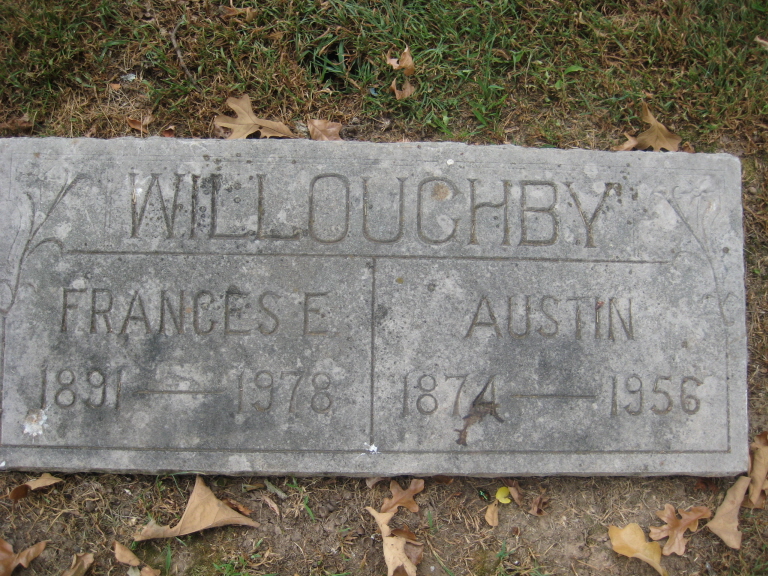 WILLOUGHBY
FRANCES E AUSTIN
1891 — 1978 1874 — 1956